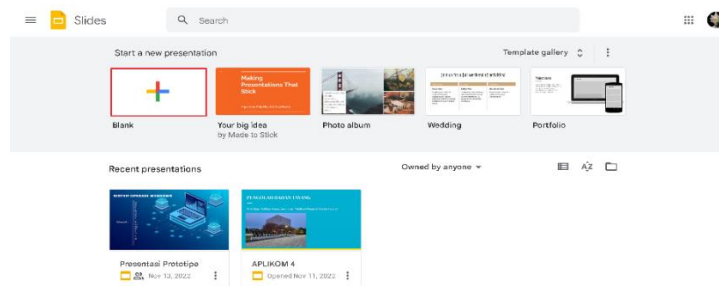 Slides
Search
Start a new presentation
Template gallery
Making
Presentations That
Stick
Blank
Your big idea
by Made to Stick
Photo album
Wedding
Portfolio
Recent presentations
Owned by anyone
AZ
Presentasi Prototipe
Nov 13, 2022
APLIKOM 4
Opened Nov 11, 2022